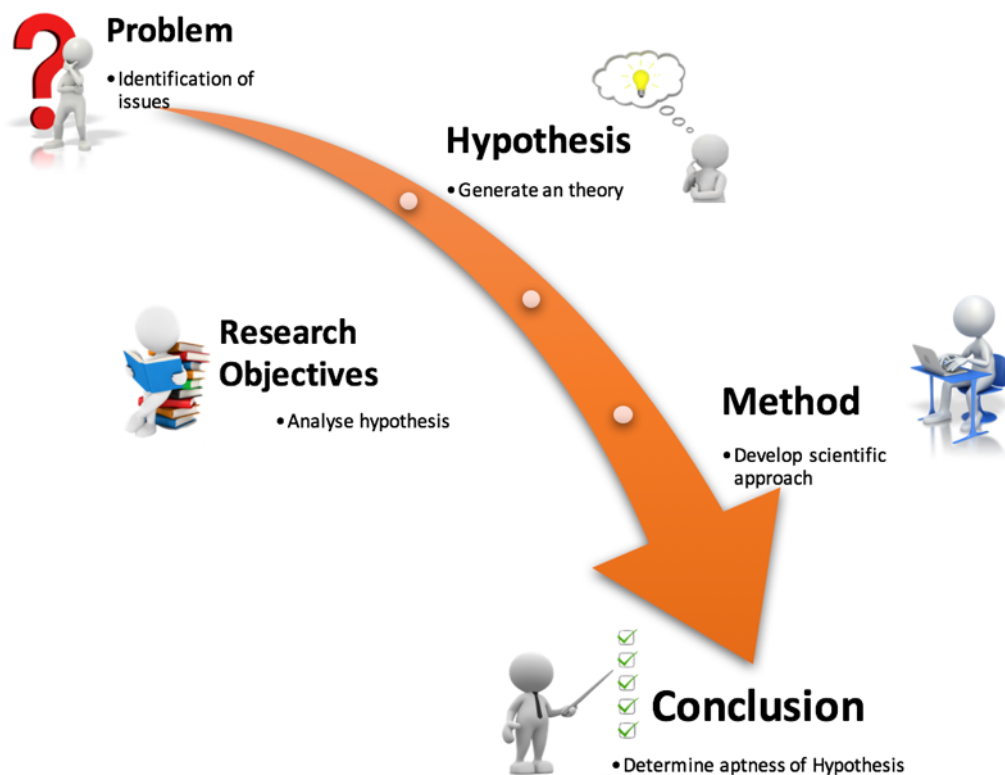 Problem
•Identification of
issues
Hypothesis
•Generate an theory
Research
Objectives
•Analyse hypothesis
Method
•Develop scientific
approach
Conclusion
•Determine aptness of Hypothesis